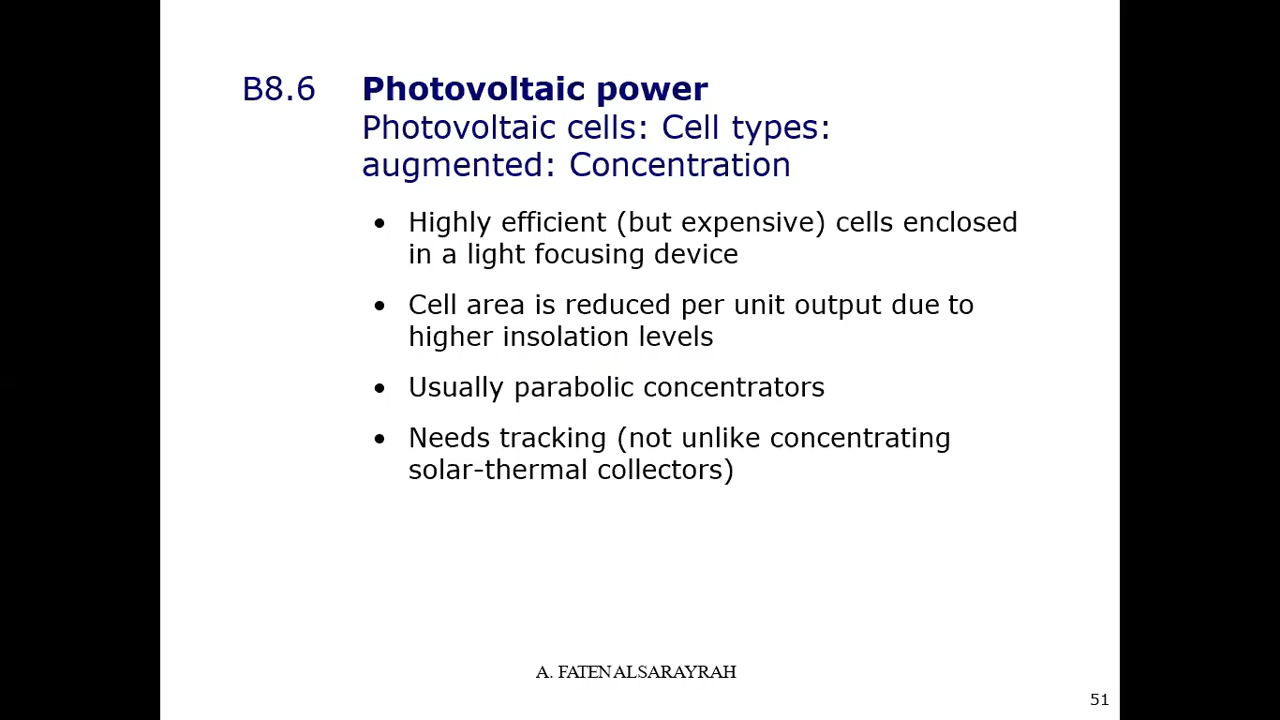 B8.6 Photovoltaic power
Photovoltaic cells: Cell types:
augmented: Concentration
• Highly efficient (but expensive) cells enclosed
in a light focusing device
• Cell area is reduced per unit output due to
higher insolation levels
• Usually parabolic concentrators
• Needs tracking (not unlike concentrating
solar-thermal collectors)
A. FATEN ALSARAYRAH
51